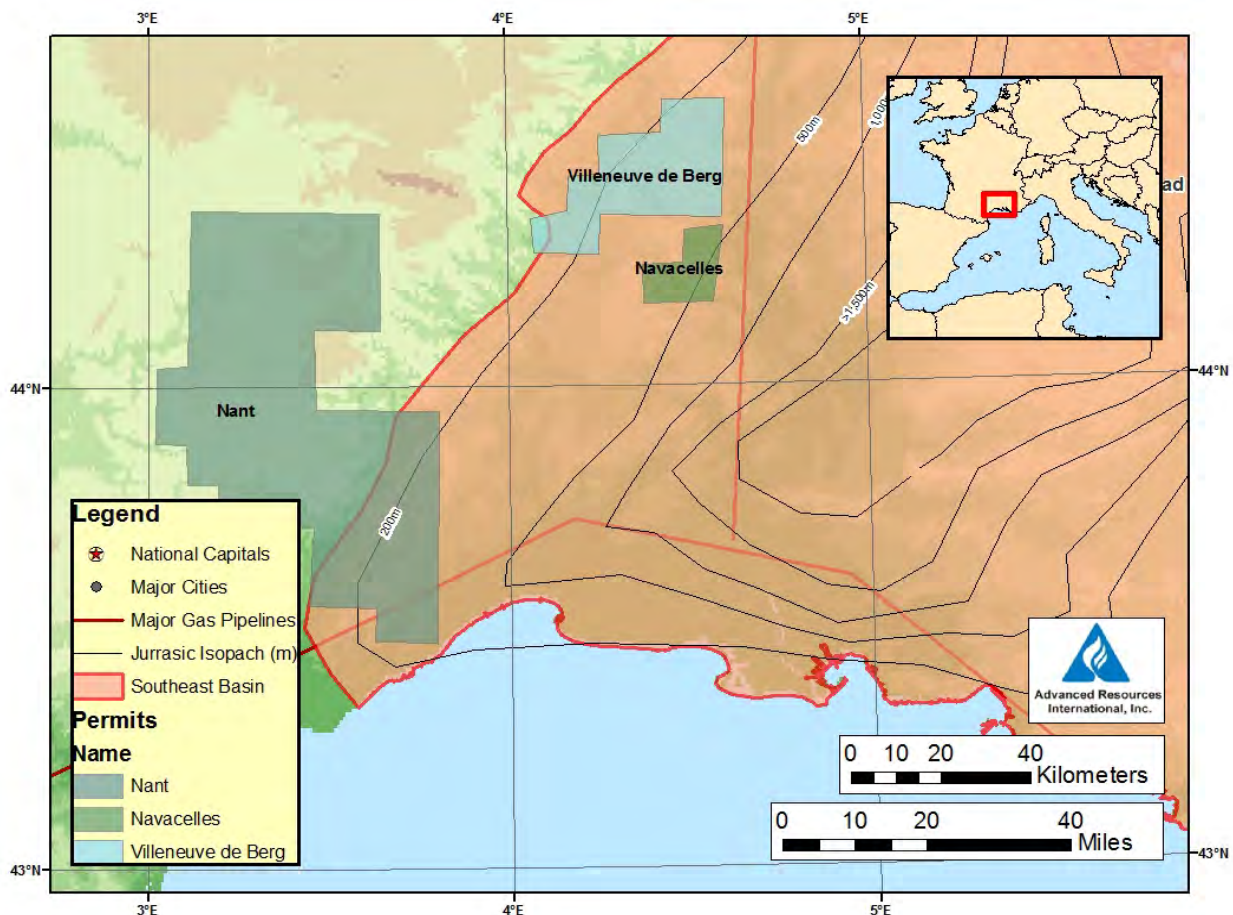 3°E
4°E
5°E
500m
1,000
Villeneuve de Berg
ad
Navacelles
>1,500m
44°N
44°N
Nant
200m
Legend
National Capitals
Major Cities
Major Gas Pipelines
Jurrasic Isopach (m)
Southeast Basin
Permits
Name
Nant
Navacelles
Villeneuve de Berg
Advanced Resources
International, Inc.
0 10 20 40
Kilometers
0 10 20 40
Miles
43°N
43°N
3°E
4°E
5°E